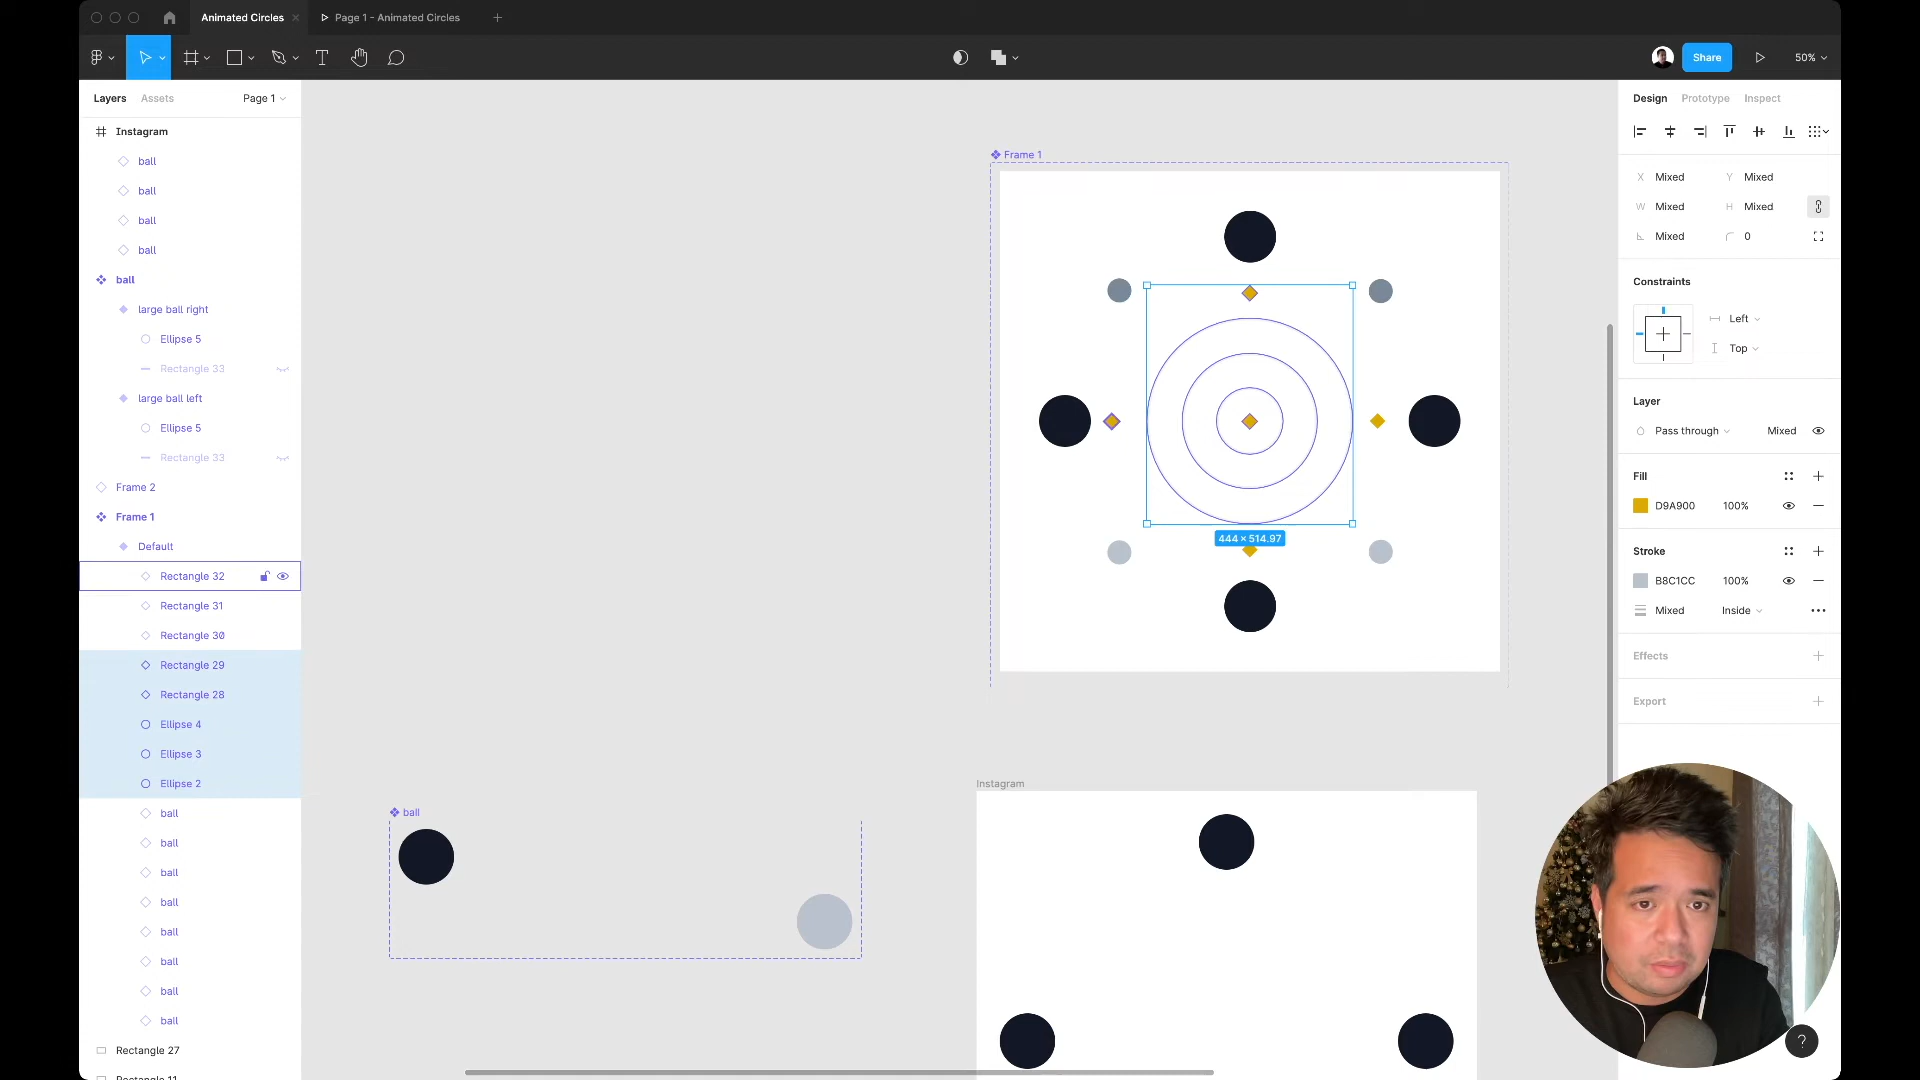 Animated Circles
Page 1 - Animated Circles
Share
50%
Layers
Assets
Page 1
Instagram
ball
ball
ball
ball
ball
large ball right
Ellipse 5
Rectangle 33
large ball left
Ellipse 5
Rectangle 33
Frame 2
Frame 1
Default
Rectangle 32
Rectangle 31
Rectangle 30
Rectangle 29
Rectangle 28
Ellipse 4
Ellipse 3
Ellipse 2
ball
ball
ball
ball
ball
ball
ball
ball
Rectangle 27
Rectangle 11
Frame 1
444 × 514.97
ball
Instagram
Design
Prototype
Inspect
X Mixed
Y Mixed
W Mixed
H Mixed
Mixed
0
Constraints
Left
Top
Layer
Pass through
Mixed
Fill
D9A900 100%
Stroke
B8C1CC 100%
Mixed
Inside
Effects
Export
?